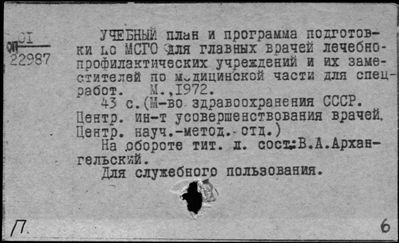 УЧЕБНЫЙ план и программа подготов-
ки по МСГО для главных врачей лечебно-
22987
профилактических учреждений и их заме-
стителей по медицинской части для спец-
работ. М.,1972.
43 с.(М-во здравоохранения СССР.
Центр. ин-т усовершенствования врачей.
Центр. науч.-метод. отд.)
На обороте тит. л. сост:В.А.Архан-
гельский.
Для служебного пользования.
П. 6